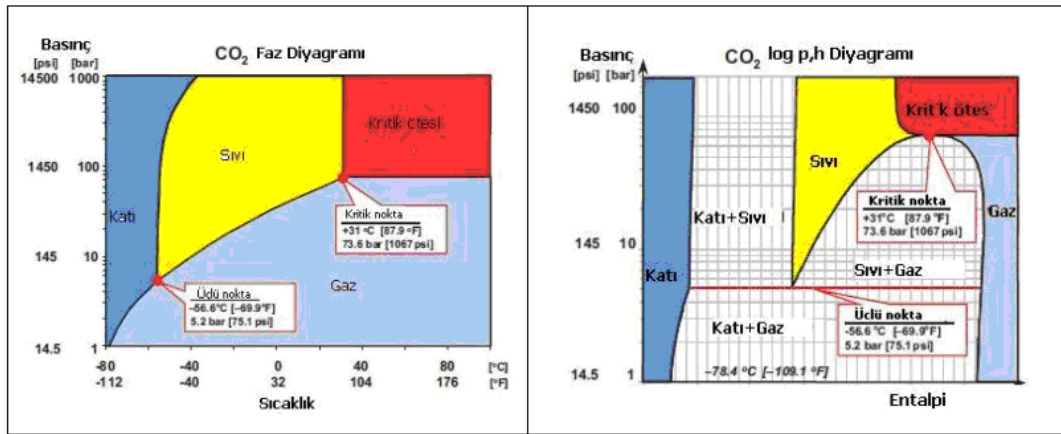 CO2 Faz Diyagramı
Basınç
[psi] [bar]
14500 1000
1450 100
145 10
14.5 1
Katı
Sıvı
Kritik ötesi
Gaz
Kritik nokta
+31 °C [87.9 °F]
73.6 bar [1067 psi]
Üçlü nokta
-56.6°C [-69.9°F]
5.2 bar [75.1 psi]
-80 -40 0 40 80 [°C]
-112 -40 32 104 176 [°F]
Sıcaklık
CO2 log p,h Diyagramı
Basınç
[psi] [bar]
1450 100
145 10
14.5 1
Kritik ötes
Sıvı
Kritik nokta
+31°C [87.9 °F]
73.6 bar [1067 psi]
Gaz
Katı+Sıvı
Katı
Sıvı+Gaz
Üçlü nokta
-56.6 °C [-69.9°F]
5.2 bar [75.1 psi]
Katı+Gaz
-78.4 °C [-109.1 °F]
Entalpi